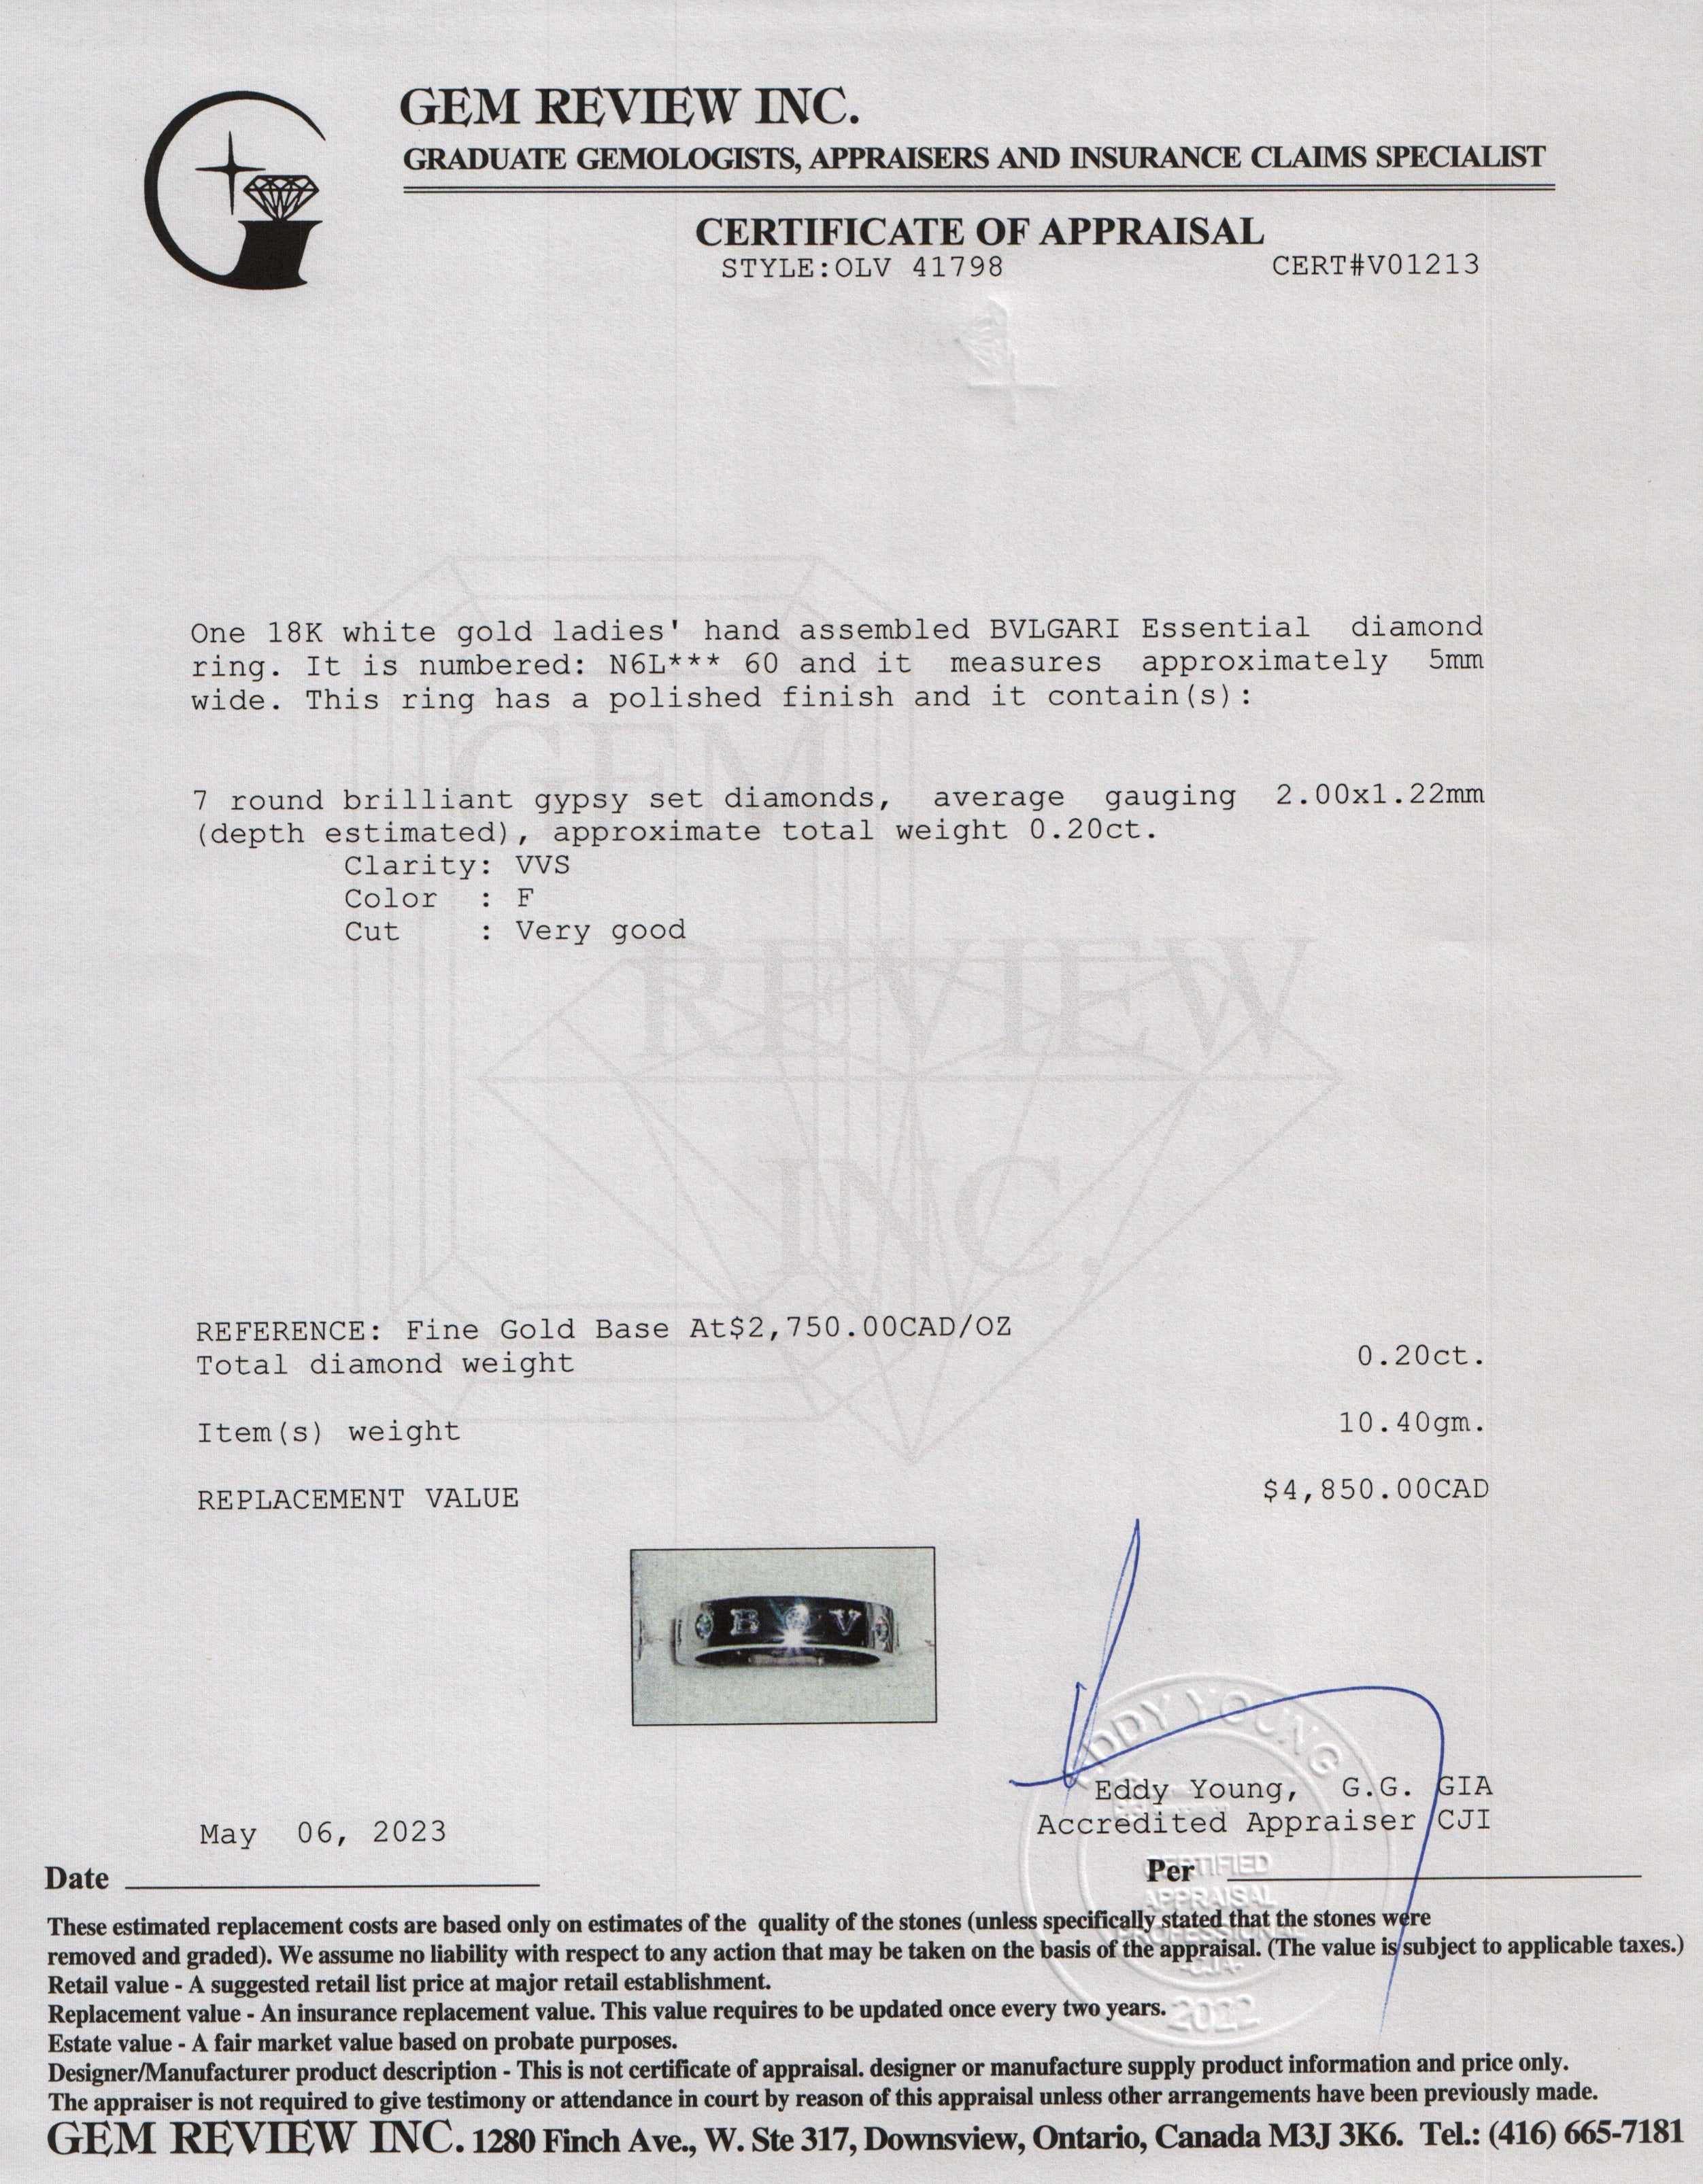 GEM REVIEW INC.
GRADUATE GEMOLOGISTS, APPRAISERS AND INSURANCE CLAIMS SPECIALIST
CERTIFICATE OF APPRAISAL
STYLE:OLV 41798 CERT#V01213
One 18K white gold ladies' hand assembled BVLGARI Essential diamond
ring. It is numbered: N6L*** 60 and it measures approximately 5mm
wide. This ring has a polished finish and it contain(s):
GEM
7 round brilliant gypsy set diamonds, average gauging 2.00x1.22mm
(depth estimated), approximate total weight 0.20ct.
Clarity: VVS
Color : F
Cut : Very good
REVIEW
INC.
REFERENCE: Fine Gold Base At$2,750.00CAD/OZ
Total diamond weight 0.20ct.
Item(s) weight 10.40gm.
REPLACEMENT VALUE $4,850.00CAD
B V
EDDY YOUNG
Eddy Young, G.G. GIA
Accredited Appraiser CJI
May 06, 2023
Date
Per
CERTIFIED
APPRAISAL
PROFESSIONAL
-CJA-
2022
These estimated replacement costs are based only on estimates of the quality of the stones (unless specifically stated that the stones were
removed and graded). We assume no liability with respect to any action that may be taken on the basis of the appraisal. (The value is subject to applicable taxes.)
Retail value - A suggested retail list price at major retail establishment.
Replacement value - An insurance replacement value. This value requires to be updated once every two years.
Estate value - A fair market value based on probate purposes.
Designer/Manufacturer product description - This is not certificate of appraisal. designer or manufacture supply product information and price only.
The appraiser is not required to give testimony or attendance in court by reason of this appraisal unless other arrangements have been previously made.
GEM REVIEW INC. 1280 Finch Ave., W. Ste 317, Downsview, Ontario, Canada M3J 3K6. Tel.: (416) 665-7181